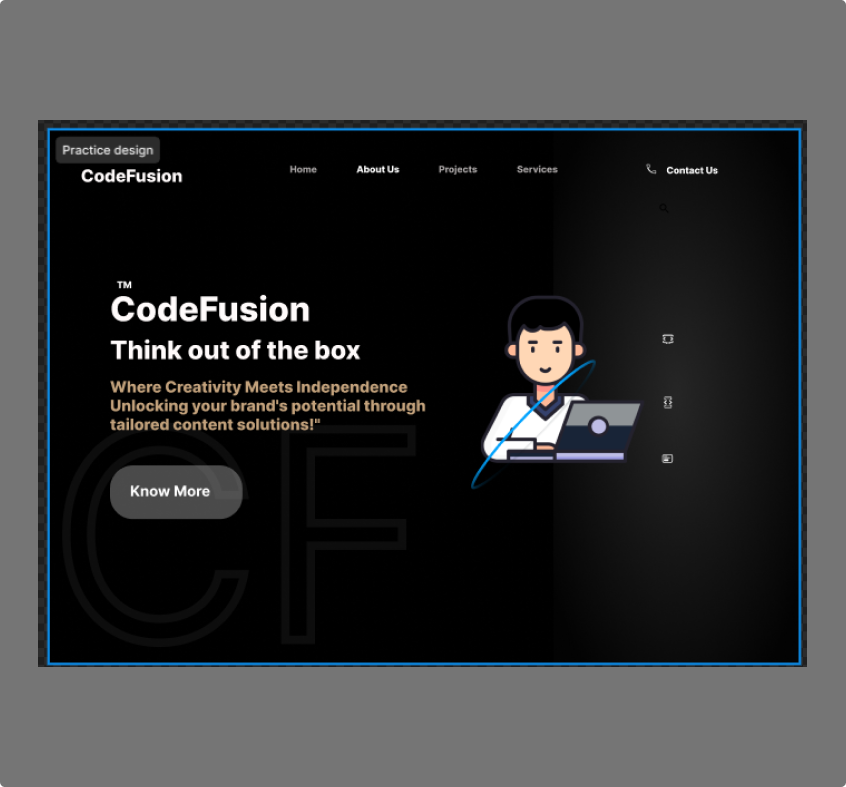 Practice design
CodeFusion
Home About Us Projects Services Contact Us
TM
CodeFusion
Think out of the box
Where Creativity Meets Independence
Unlocking your brand's potential through
tailored content solutions!"
Know More
CF